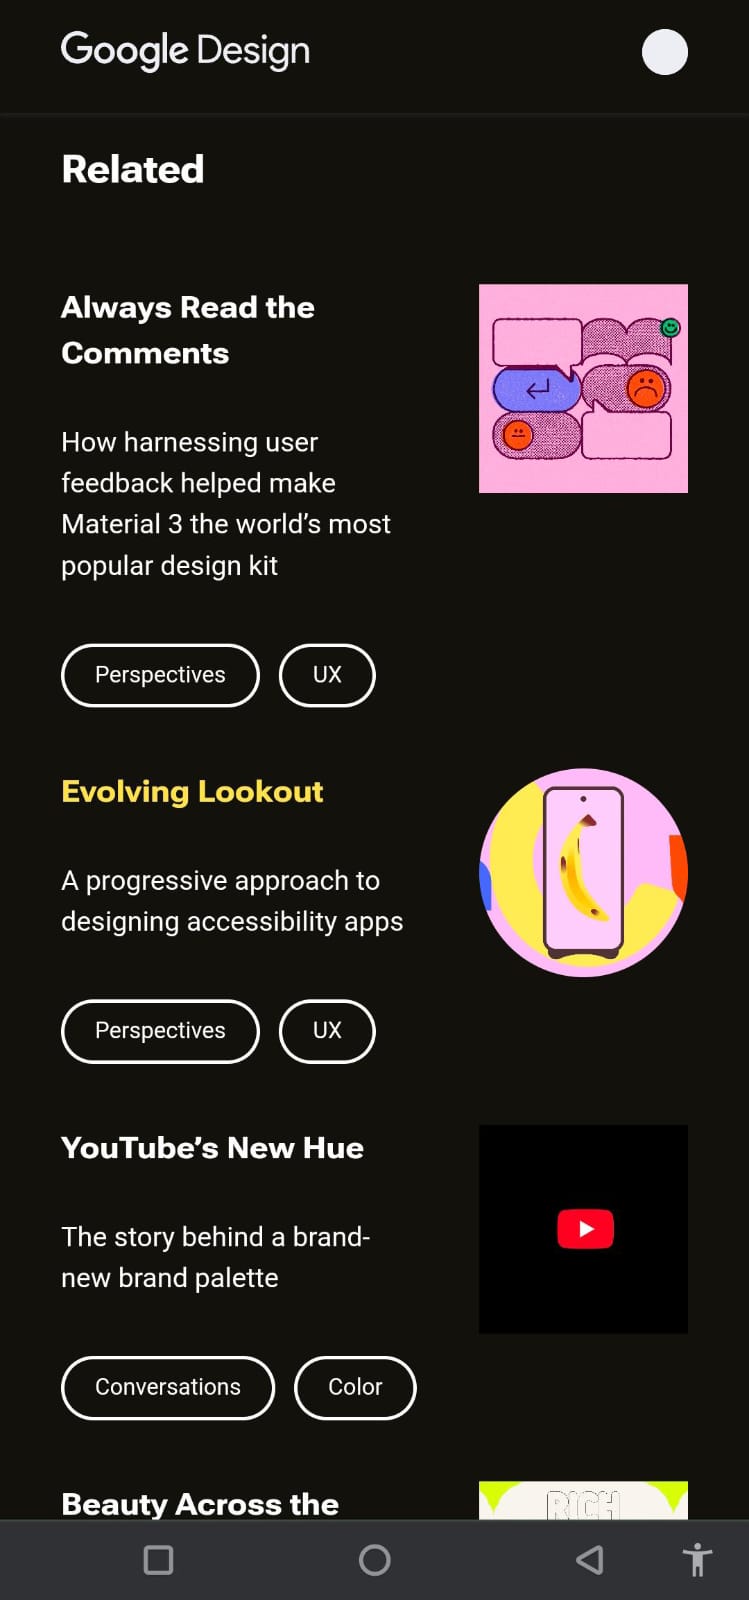 Google Design
Related
Always Read the
Comments
How harnessing user
feedback helped make
Material 3 the world’s most
popular design kit
Perspectives
UX
Evolving Lookout
A progressive approach to
designing accessibility apps
Perspectives
UX
YouTube’s New Hue
The story behind a brand-
new brand palette
Conversations
Color
Beauty Across the
RICH